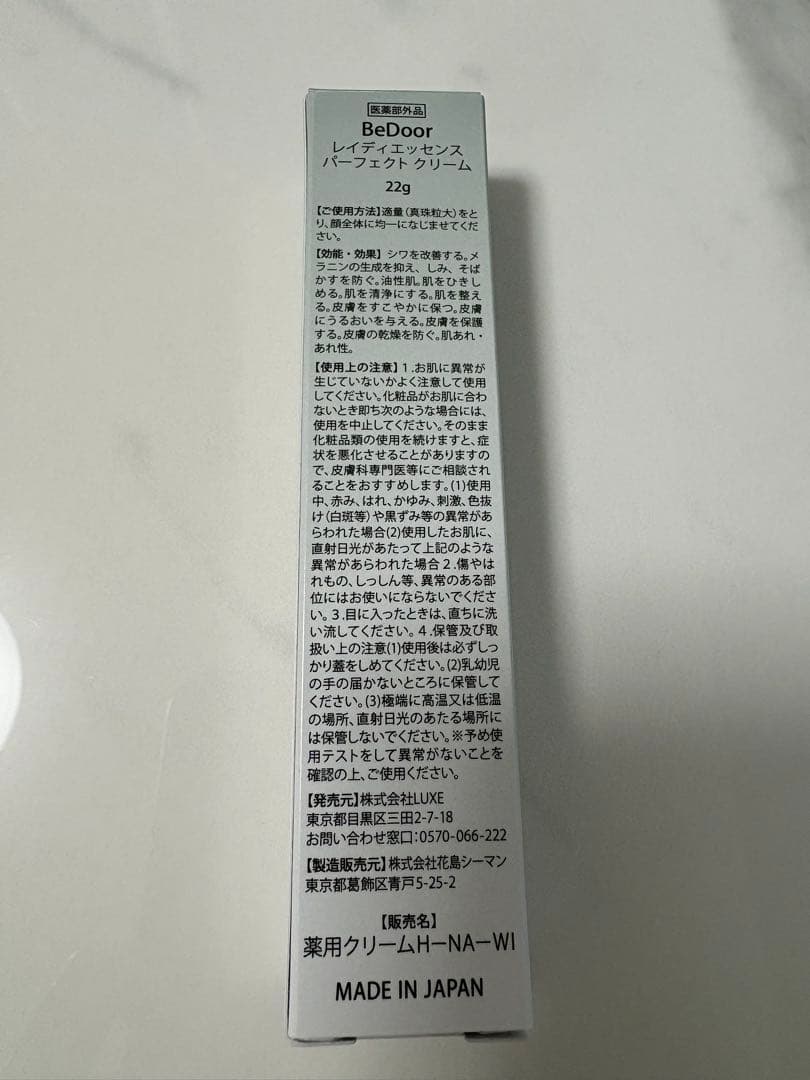 医薬部外品
BeDoor
レイディエッセンス
パーフェクト クリーム
22g
【ご使用方法】適量（真珠粒大）をと
り、顔全体に均一になじませてくだ
さい。
【効能・効果】 シワを改善する。メ
ラニンの生成を抑え、しみ、そば
かすを防ぐ。油性肌。肌をひきし
める。肌を清浄にする。肌を整え
る。皮膚をすこやかに保つ。皮膚
にうるおいを与える。皮膚を保護
する。皮膚の乾燥を防ぐ。肌あれ・
あれ性。
【使用上の注意】1.お肌に異常が
生じていないかよく注意して使用
してください。化粧品がお肌に合わ
ないとき即ち次のような場合には、
使用を中止してください。そのまま
化粧品類の使用を続けますと、症
状を悪化させることがありますの
で、皮膚科専門医等にご相談され
ることをおすすめします。(1)使用
中、赤み、はれ、かゆみ、刺激、色抜
け（白斑等）や黒ずみ等の異常があ
らわれた場合(2)使用したお肌に、
直射日光があたって上記のような
異常があらわれた場合2.傷やは
れもの、しっしん等、異常のある部
位にはお使いにならないでくださ
い。3.目に入ったときは、直ちに洗
い流してください。4.保管及び取
扱い上の注意(1)使用後は必ずしっ
かり蓋をしめてください。(2)乳幼児
の手の届かないところに保管して
ください。(3)極端に高温又は低温
の場所、直射日光のあたる場所に
は保管しないでください。※予め使
用テストをして異常がないことを
確認の上、ご使用ください。
【発売元】株式会社LUXE
東京都目黒区三田2-7-18
お問い合わせ窓口：0570-066-222
【製造販売元】株式会社花島シーマン
東京都葛飾区青戸5-25-2
【販売名】
薬用クリームH－NA－WI
MADE IN JAPAN